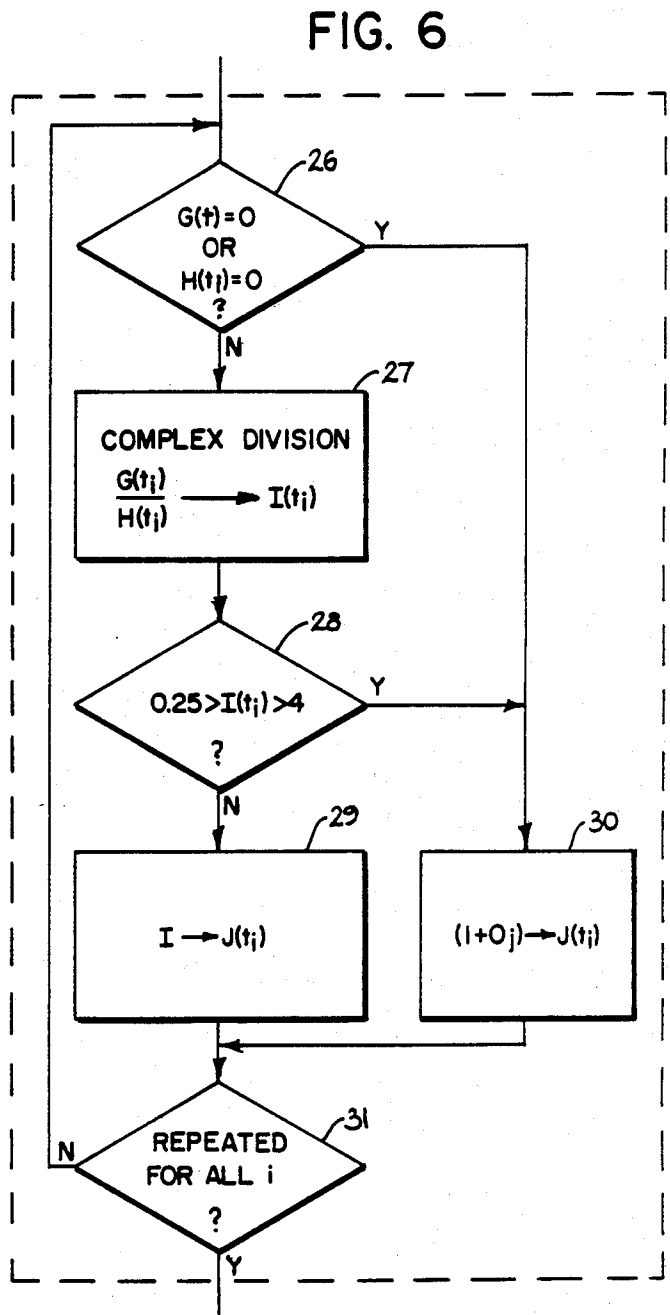 FIG. 6
26
G(t)=0
OR
H(ti)=0
?
Y
N
27
COMPLEX DIVISION
G(ti)
H(ti)
I(ti)
28
0.25>I(ti)>4
?
Y
N
29
I → J(ti)
30
(1+0j)→J(ti)
31
REPEATED
FOR ALL i
?
N
Y